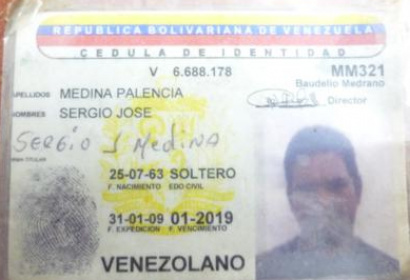 REPUBLICA BOLIVARIANA DE VENEZUELA
CEDULA DE IDENTIDAD
V 6.688.178 MM321
Baudelio Medrano
Director
APELLIDOS MEDINA PALENCIA
NOMBRES SERGIO JOSE
SERGIO J Medina
FIRMA TITULAR
25-07-63 SOLTERO
F. NACIMIENTO EDO CIVIL
31-01-09 01-2019
F. EXPEDICION F. VENCIMIENTO
VENEZOLANO